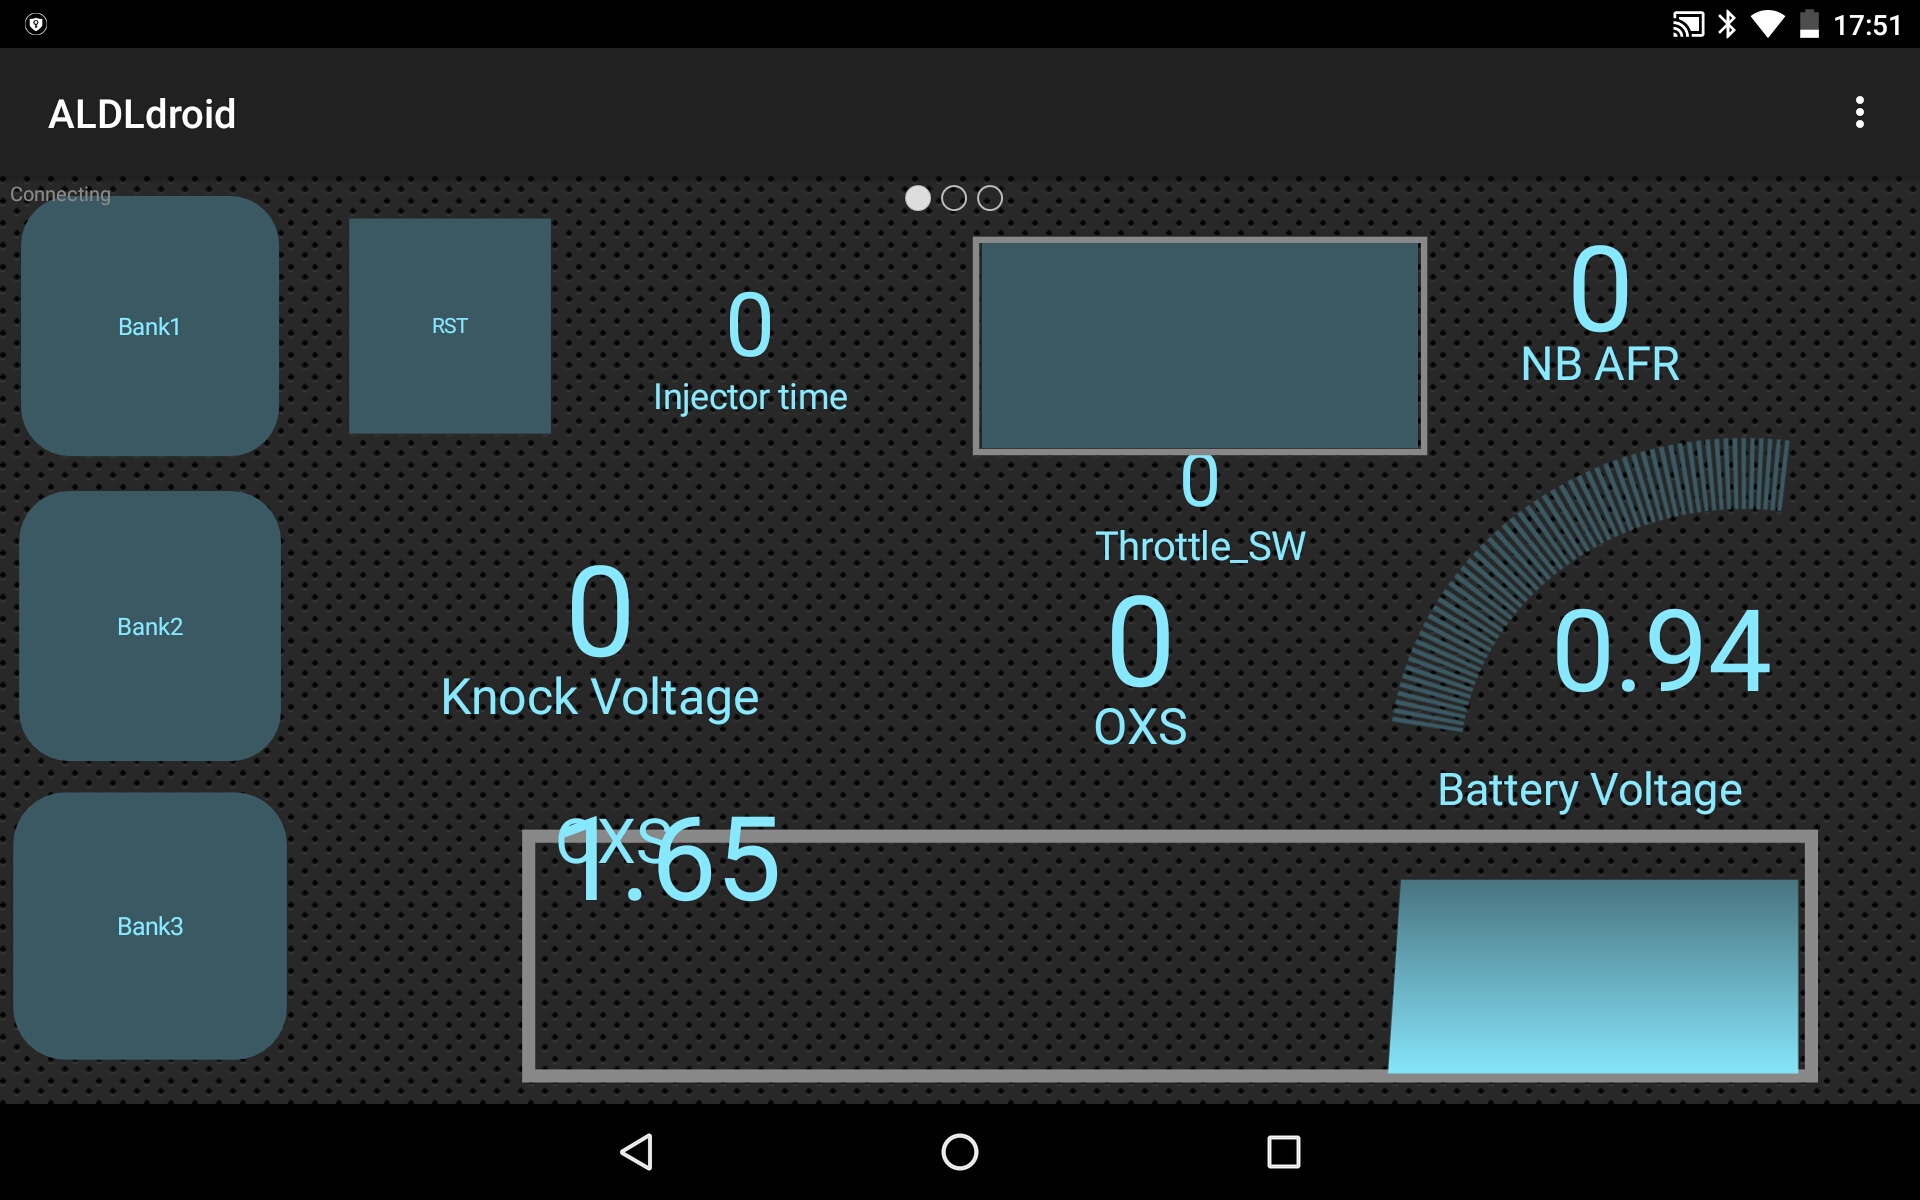 17:51
ALDLdroid
Connecting
Bank1
RST
0
Injector time
0
NB AFR
0
Throttle_SW
Bank2
0
Knock Voltage
0
OXS
0.94
Battery Voltage
OXS
1.65
Bank3